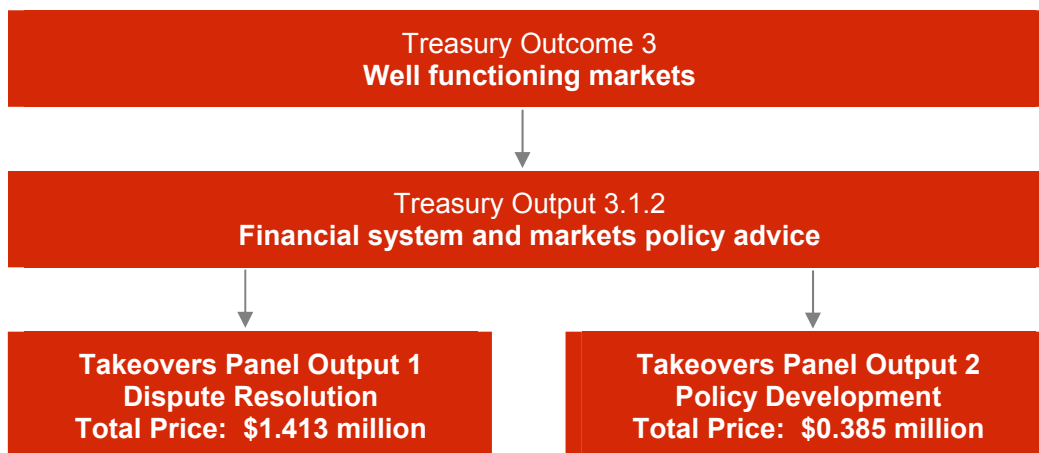 Treasury Outcome 3
Well functioning markets
Treasury Output 3.1.2
Financial system and markets policy advice
Takeovers Panel Output 1
Dispute Resolution
Total Price: $1.413 million
Takeovers Panel Output 2
Policy Development
Total Price: $0.385 million